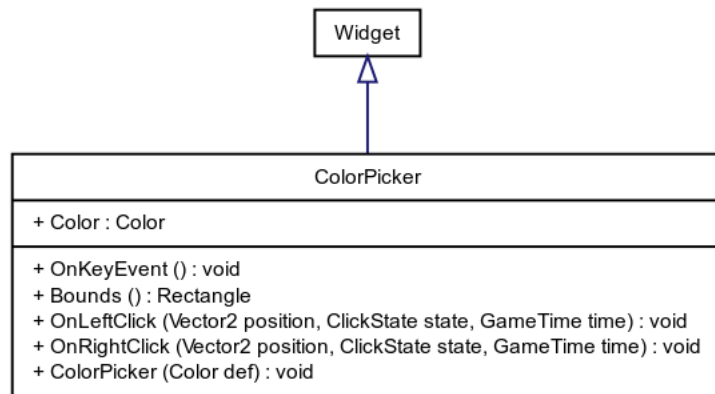 Widget
ColorPicker
+ Color : Color
+ OnKeyEvent () : void
+ Bounds () : Rectangle
+ OnLeftClick (Vector2 position, ClickState state, GameTime time) : void
+ OnRightClick (Vector2 position, ClickState state, GameTime time) : void
+ ColorPicker (Color def) : void